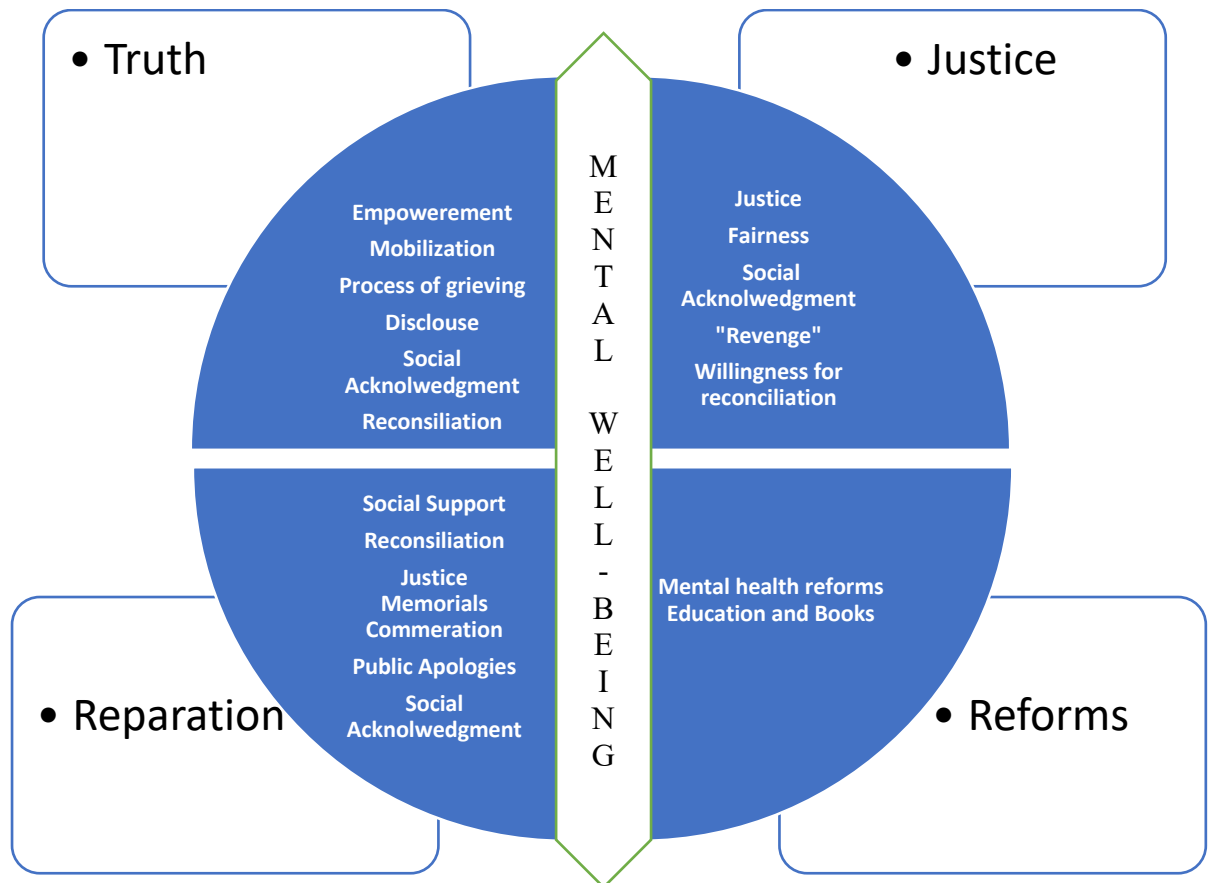 • Truth
Empowerement
Mobilization
Process of grieving
Disclouse
Social
Acknolwedgment
Reconsiliation
• Justice
Justice
Fairness
Social
Acknolwedgment
"Revenge"
Willingness for
reconciliation
M
E
N
T
A
L
W
E
L
L
-
B
E
I
N
G
• Reparation
Social Support
Reconsiliation
Justice
Memorials
Commeration
Public Apologies
Social
Acknolwedgment
• Reforms
Mental health reforms
Education and Books